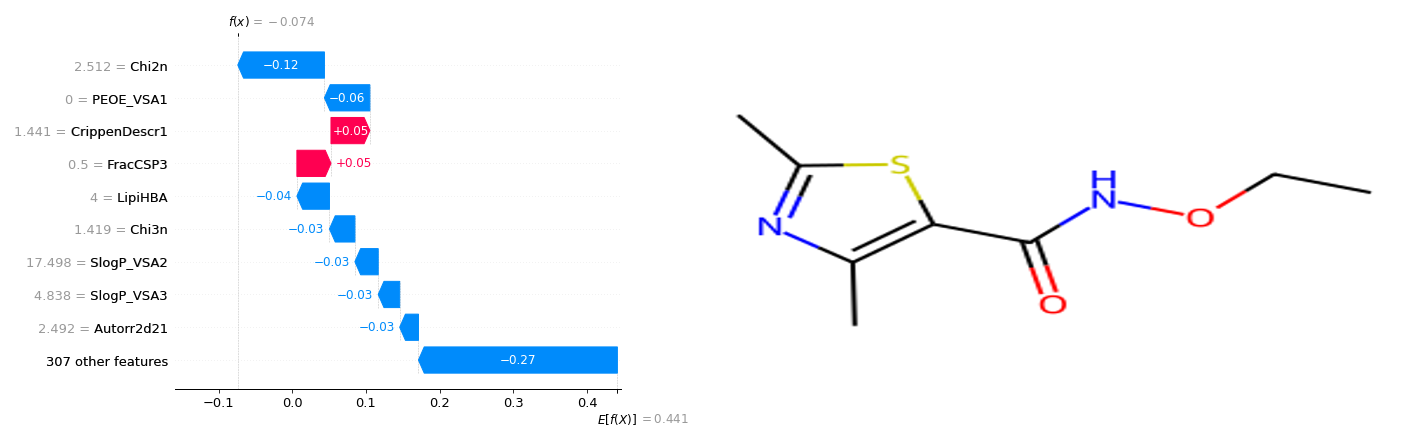 f(x) = −0.074
2.512 = Chi2n
−0.12
0 = PEOE_VSA1
−0.06
1.441 = CrippenDescr1
+0.05
0.5 = FracCSP3
+0.05
4 = LipiHBA
−0.04
1.419 = Chi3n
−0.03
17.498 = SlogP_VSA2
−0.03
4.838 = SlogP_VSA3
−0.03
2.492 = Autorr2d21
−0.03
307 other features
−0.27
−0.1 0.0 0.1 0.2 0.3 0.4
E[f(X)] = 0.441
S
H
N
N
O
O